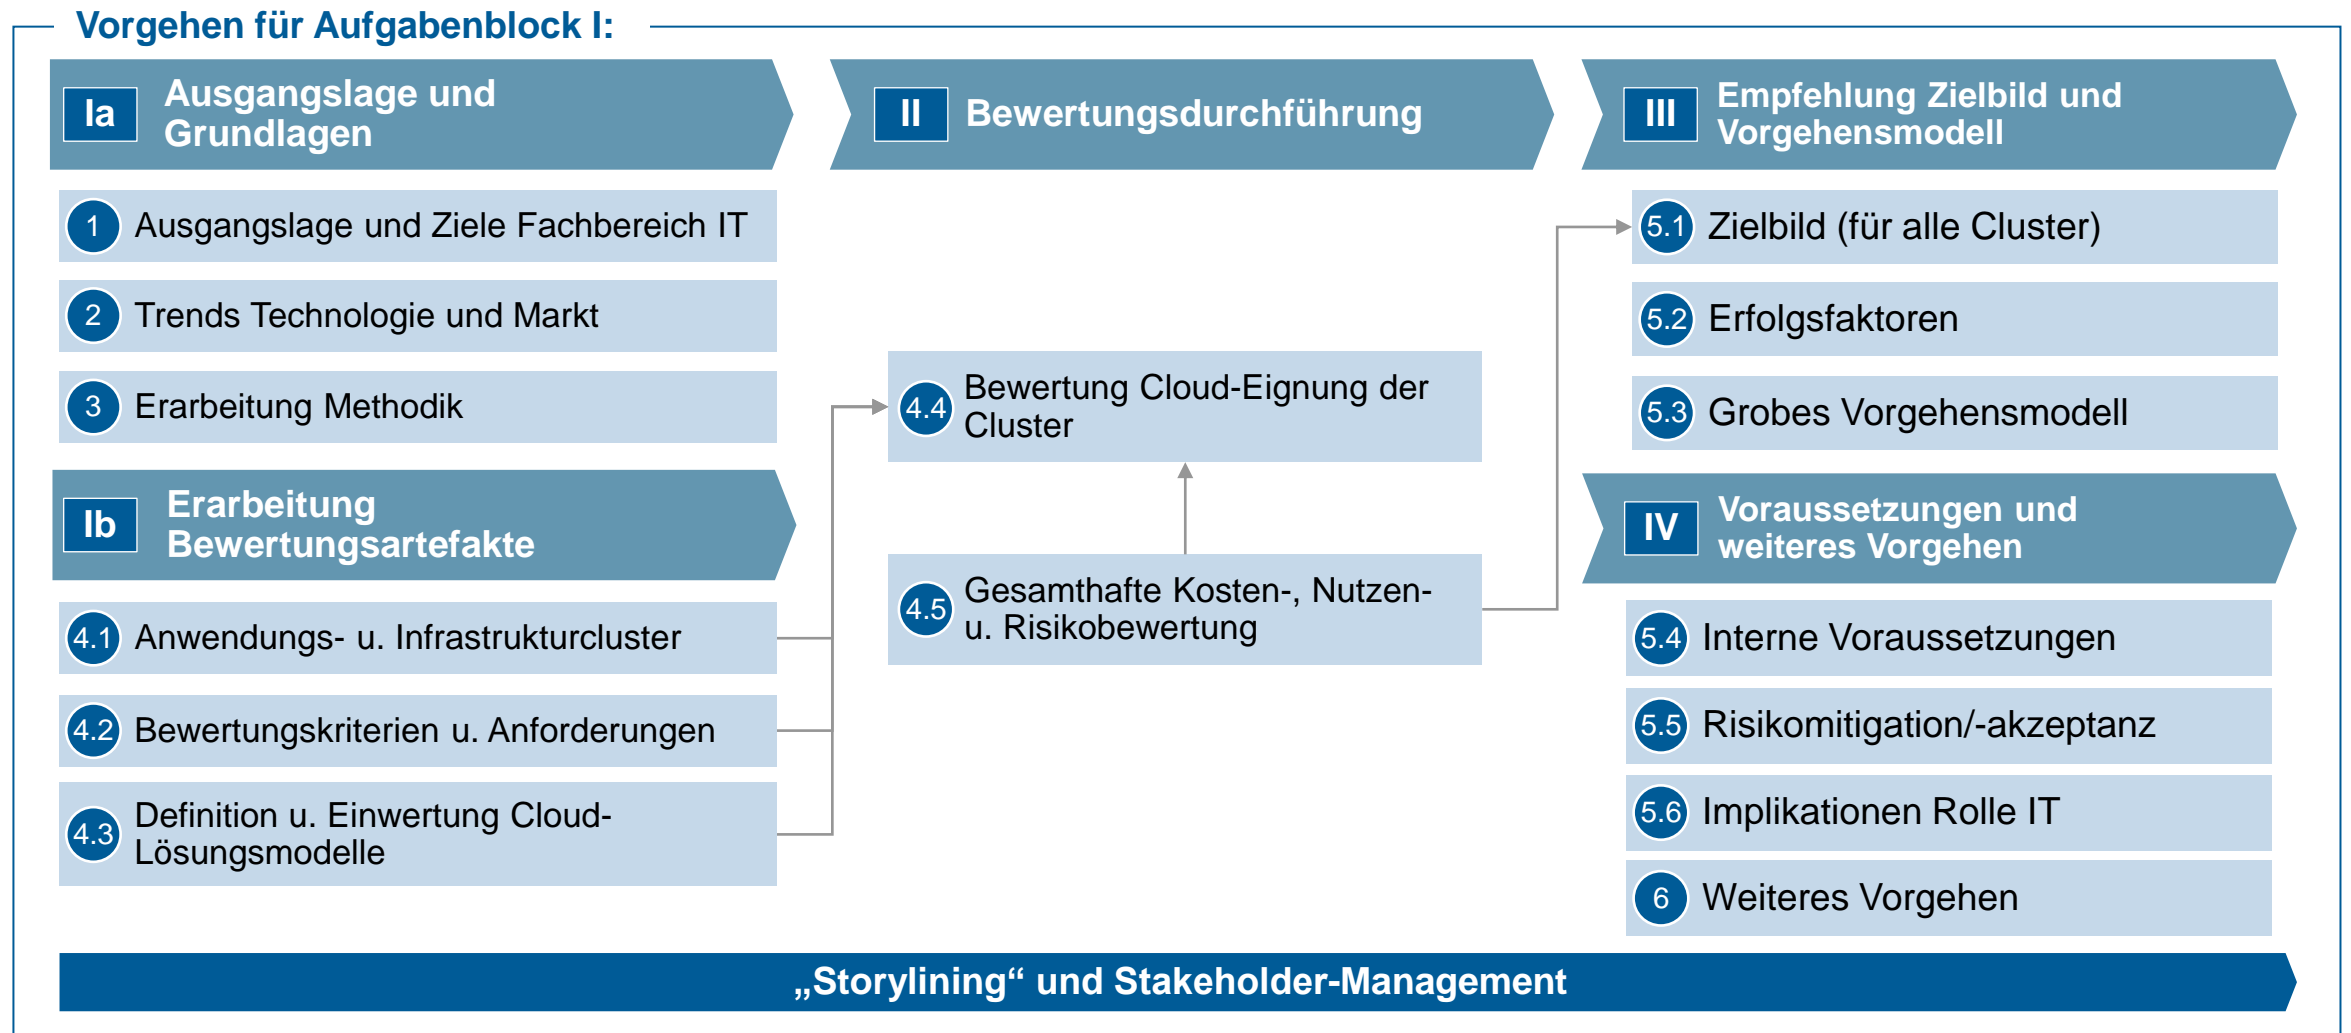 Vorgehen für Aufgabenblock I:
Ia
Ausgangslage und
Grundlagen
1
Ausgangslage und Ziele Fachbereich IT
2
Trends Technologie und Markt
3
Erarbeitung Methodik
Ib
Erarbeitung
Bewertungsartefakte
4.1
Anwendungs- u. Infrastrukturcluster
4.2
Bewertungskriterien u. Anforderungen
4.3
Definition u. Einwertung Cloud-
Lösungsmodelle
II
Bewertungsdurchführung
4.4
Bewertung Cloud-Eignung der
Cluster
4.5
Gesamthafte Kosten-, Nutzen-
u. Risikobewertung
III
Empfehlung Zielbild und
Vorgehensmodell
5.1
Zielbild (für alle Cluster)
5.2
Erfolgsfaktoren
5.3
Grobes Vorgehensmodell
IV
Voraussetzungen und
weiteres Vorgehen
5.4
Interne Voraussetzungen
5.5
Risikomitigation/-akzeptanz
5.6
Implikationen Rolle IT
6
Weiteres Vorgehen
„Storylining“ und Stakeholder-Management